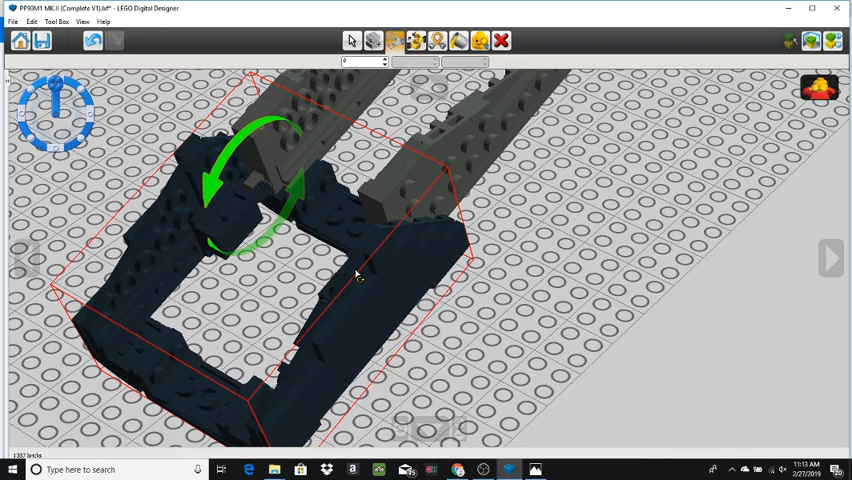 PP90M1 MK.II (Complete V1).lxf* - LEGO Digital Designer
File Edit Tool Box View Help
0
1307 bricks
Type here to search
11:13 AM
2/27/2019